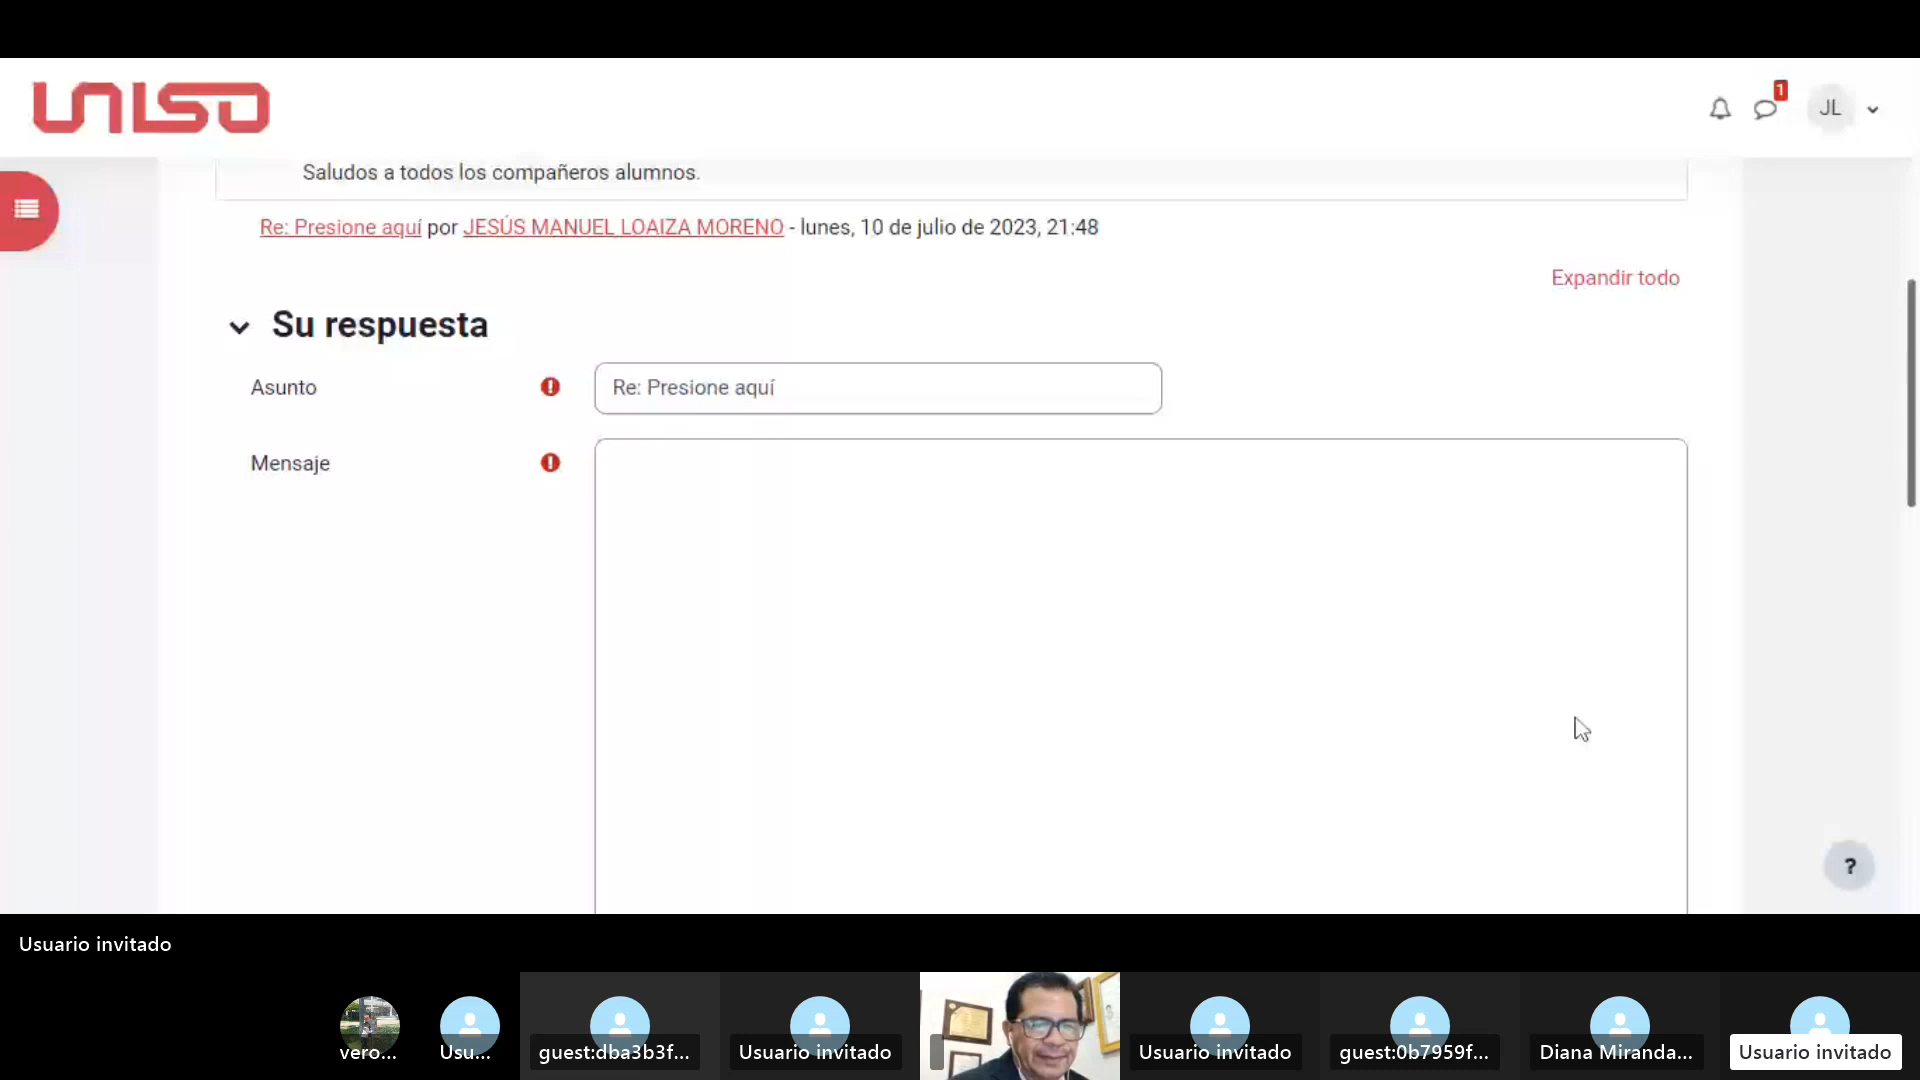 UNISO
1
JL
Saludos a todos los compañeros alumnos.
Re: Presione aquí por JESÚS MANUEL LOAIZA MORENO - lunes, 10 de julio de 2023, 21:48
Expandir todo
Su respuesta
Asunto
Re: Presione aquí
Mensaje
?
Usuario invitado
vero...
Usu...
guest:dba3b3f...
Usuario invitado
Usuario invitado
guest:0b7959f...
Diana Miranda...
Usuario invitado